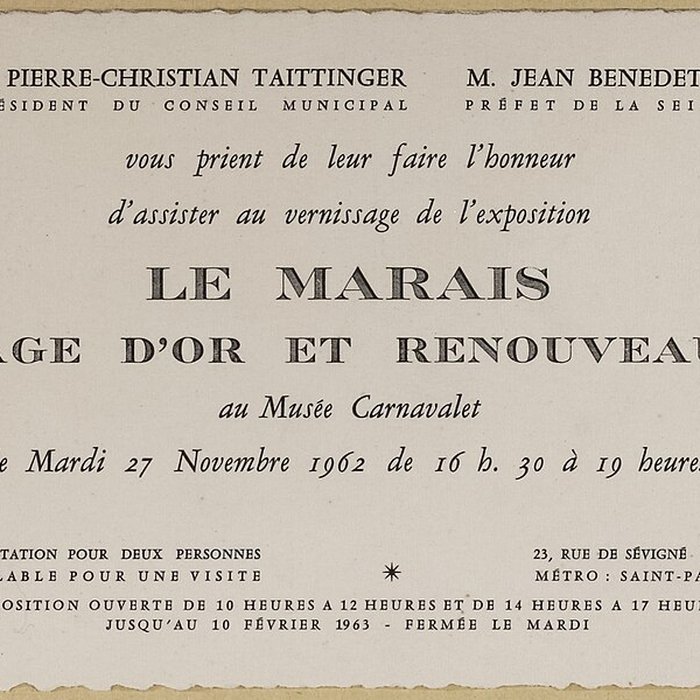 PIERRE-CHRISTIAN TAITTINGER M. JEAN BENEDET
ÉSIDENT DU CONSEIL MUNICIPAL PRÉFET DE LA SEI
vous prient de leur faire l'honneur
d'assister au vernissage de l'exposition
LE MARAIS
AGE D'OR ET RENOUVEAU
au Musée Carnavalet
e Mardi 27 Novembre 1962 de 16 h. 30 à 19 heures
TATION POUR DEUX PERSONNES 23, RUE DE SÉVIGNÉ
LABLE POUR UNE VISITE MÉTRO : SAINT-PA
POSITION OUVERTE DE 10 HEURES A 12 HEURES ET DE 14 HEURES A 17 HEUR
JUSQU'AU 10 FÉVRIER 1963 - FERMÉE LE MARDI